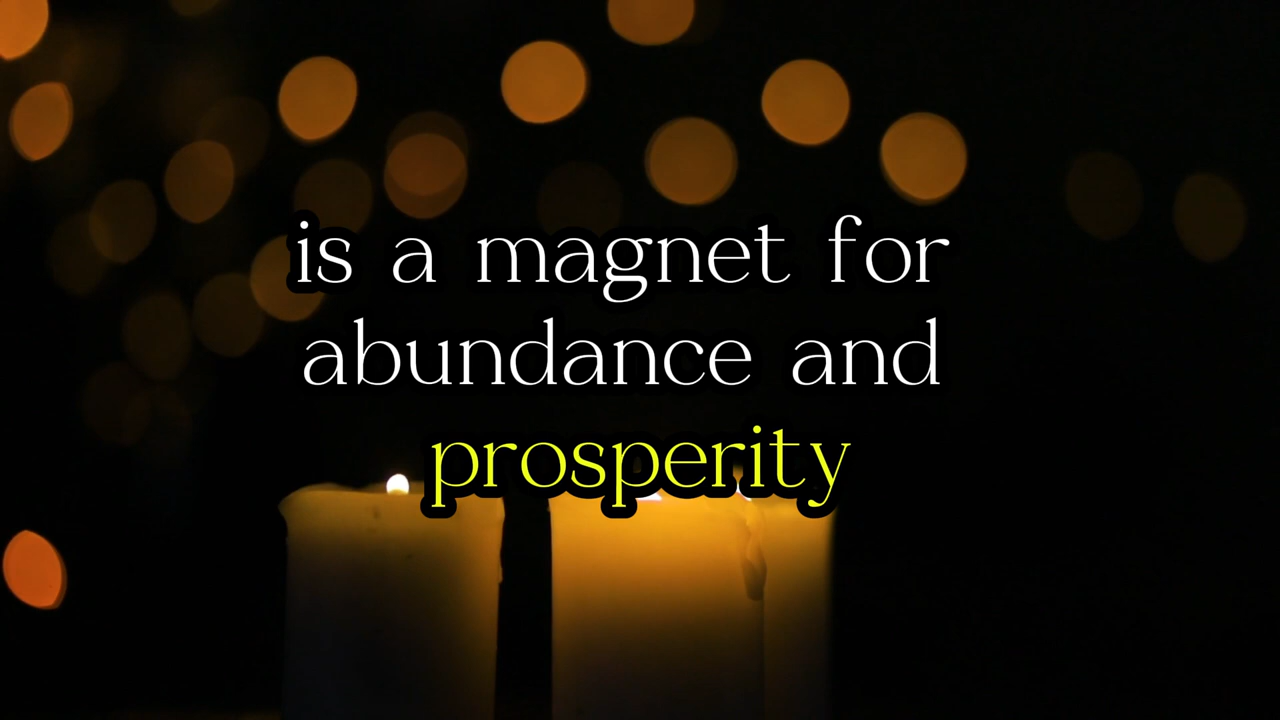 is a magnet for
abundance and
prosperity